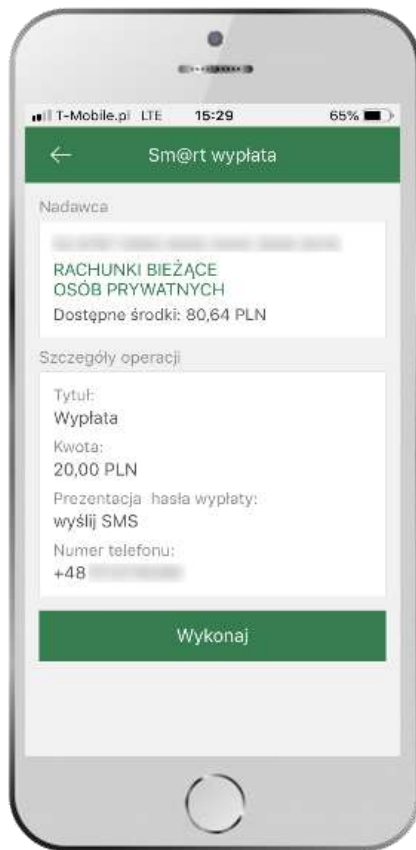 T-Mobile.pl LTE 15:29 65%
Sm@rt wypłata
Nadawca
RACHUNKI BIEŻĄCE
OSÓB PRYWATNYCH
Dostępne środki: 80,64 PLN
Szczegóły operacji
Tytuł:
Wypłata
Kwota:
20,00 PLN
Prezentacja hasła wypłaty:
wyślij SMS
Numer telefonu:
+48
Wykonaj